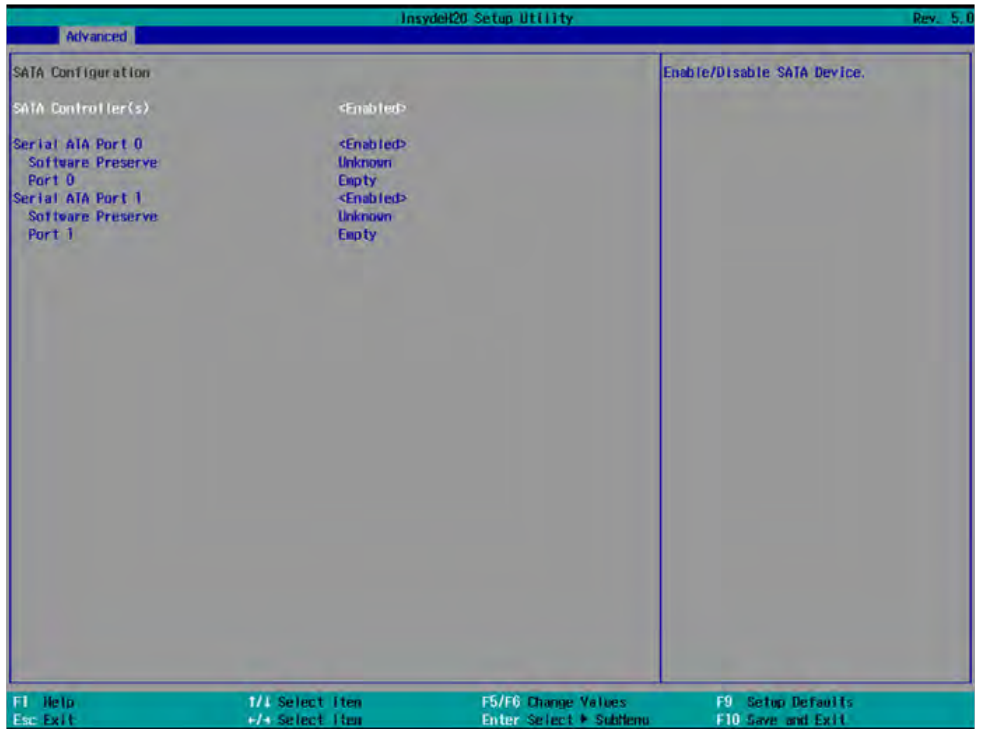 InsydeH20 Setup Utility Rev. 5.0
Advanced
SATA Configuration
Enable/Disable SATA Device.
SATA Controller(s) <Enabled>
Serial ATA Port 0 <Enabled>
Software Preserve Unknown
Port 0 Empty
Serial ATA Port 1 <Enabled>
Software Preserve Unknown
Port 1 Empty
F1 Help ↑/↓ Select Item F5/F6 Change Values F9 Setup Defaults
Esc Exit ←/→ Select Item Enter Select ▶ SubMenu F10 Save and Exit